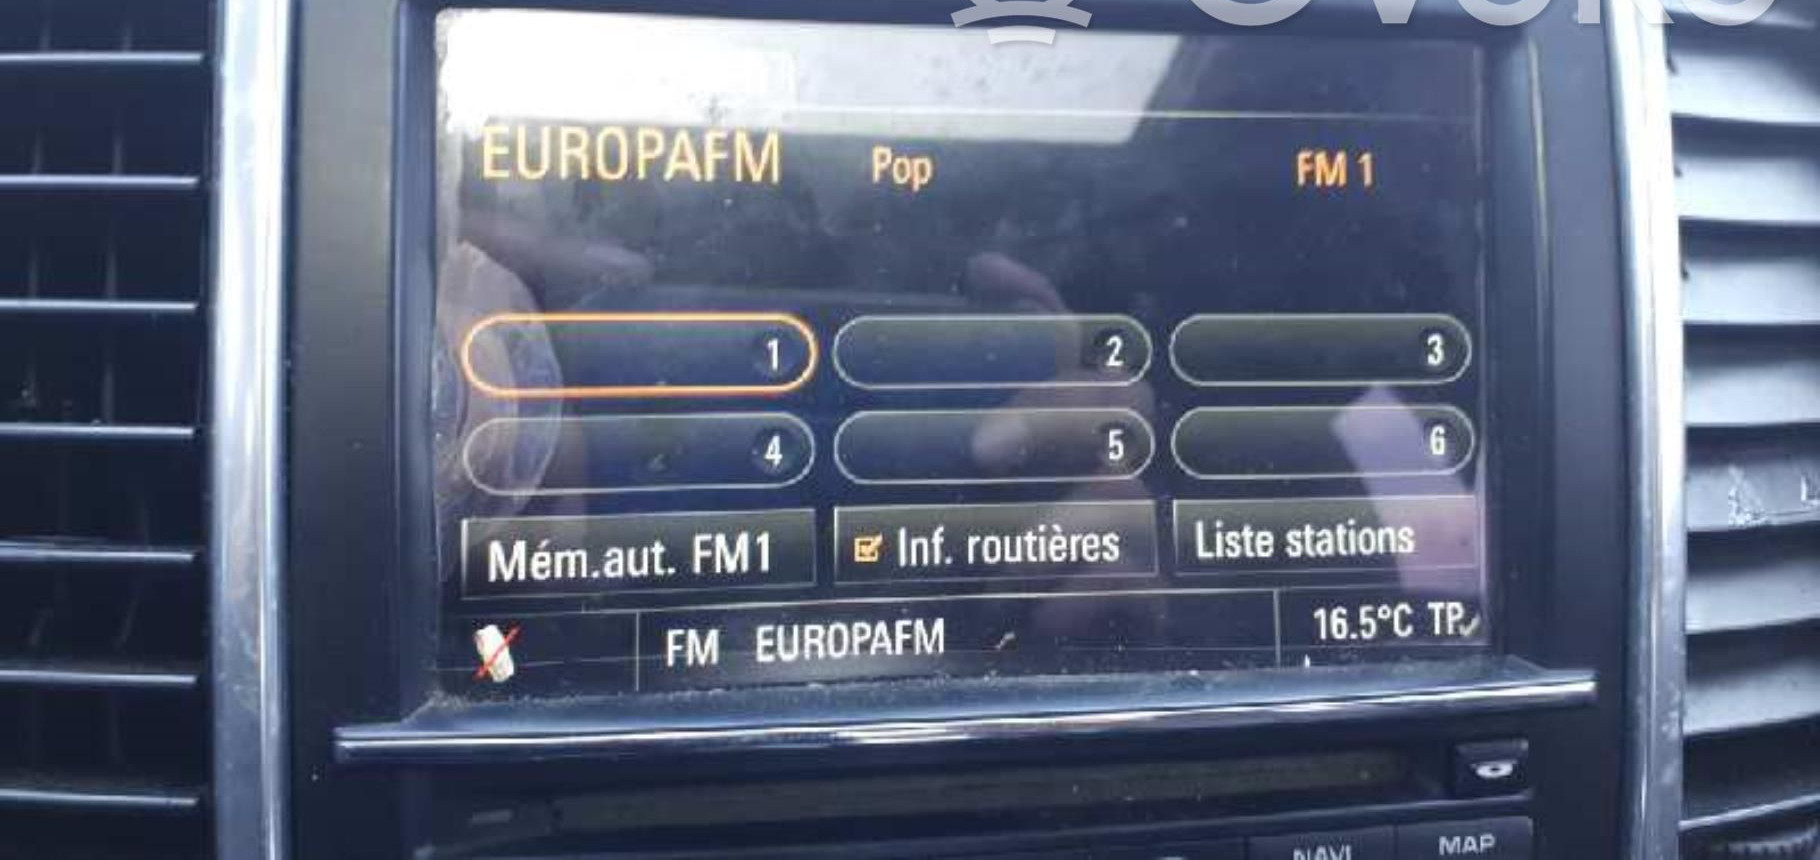 EUROPAFM Pop FM 1
1 2 3
4 5 6
Mém.aut. FM1 Inf. routières Liste stations
FM EUROPAFM 16.5°C TP
NAVI MAP